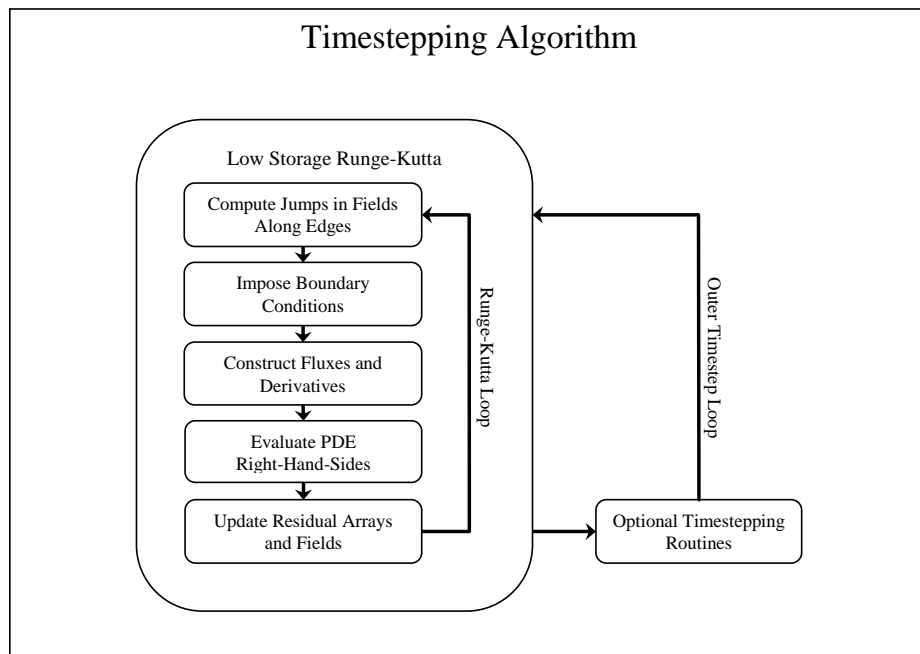 Timestepping Algorithm
Low Storage Runge-Kutta
Compute Jumps in Fields
Along Edges
Impose Boundary
Conditions
Construct Fluxes and
Derivatives
Evaluate PDE
Right-Hand-Sides
Update Residual Arrays
and Fields
Runge-Kutta Loop
Optional Timestepping
Routines
Outer Timestep Loop